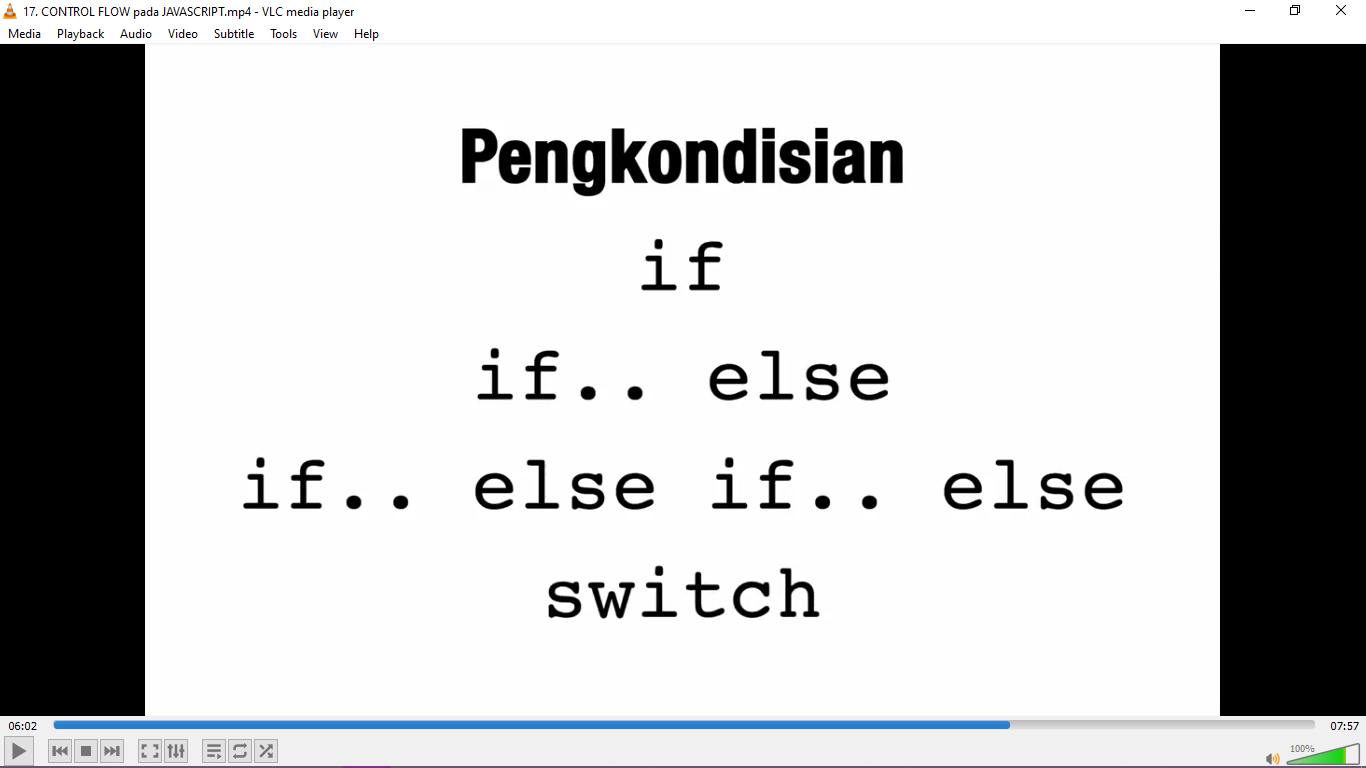 17. CONTROL FLOW pada JAVASCRIPT.mp4 - VLC media player
Media Playback Audio Video Subtitle Tools View Help
Pengkondisian
if
if.. else
if.. else if.. else
switch
06:02 07:57
100%